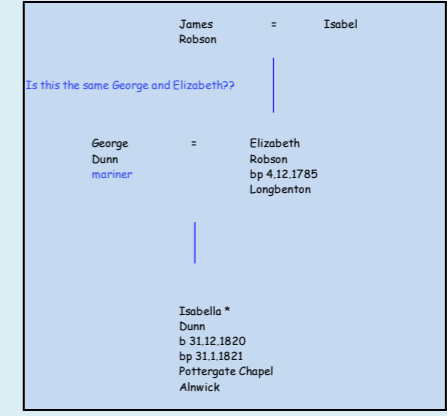 James = Isabel
Robson
Is this the same George and Elizabeth??
George = Elizabeth
Dunn Robson
mariner bp 4.12.1785
Longbenton
Isabella *
Dunn
b 31.12.1820
bp 31.1.1821
Pottergate Chapel
Alnwick